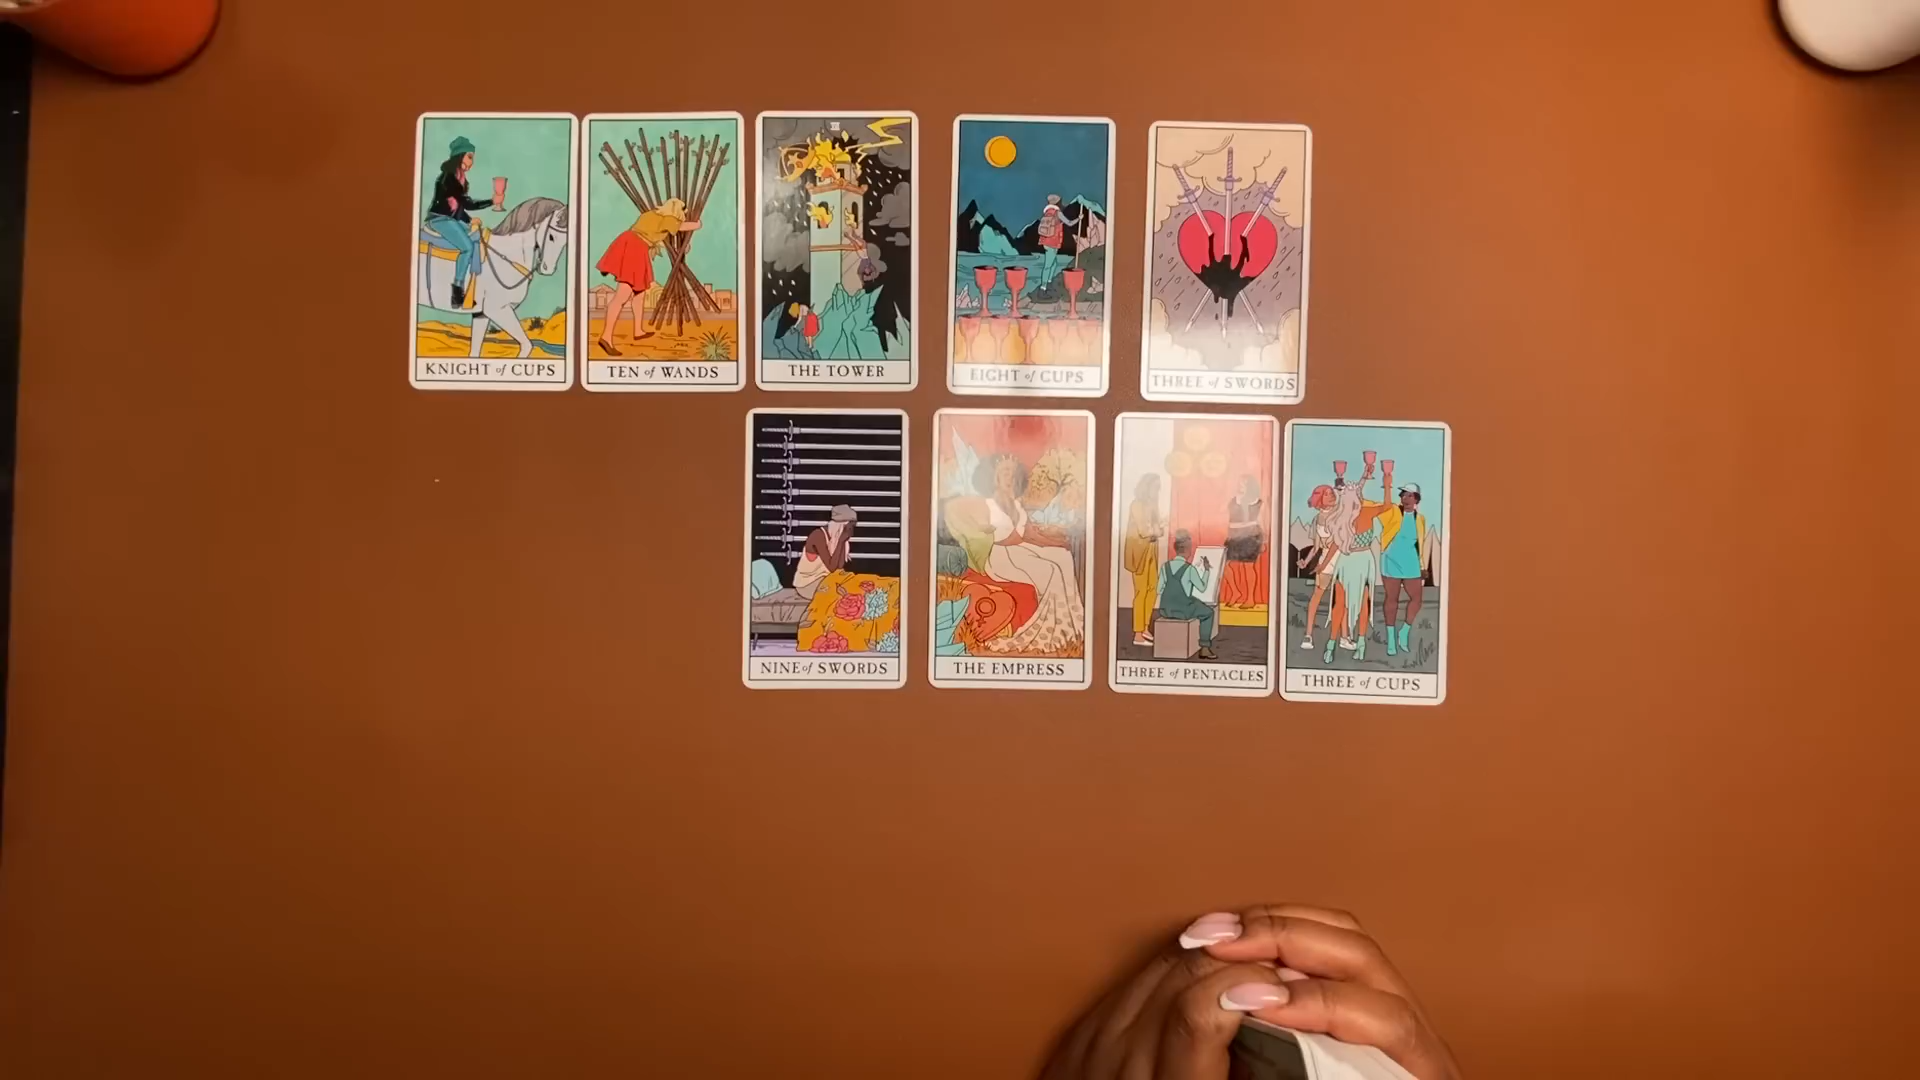 KNIGHT of CUPS
TEN of WANDS
THE TOWER
EIGHT of CUPS
THREE of SWORDS
NINE of SWORDS
THE EMPRESS
THREE of PENTACLES
THREE of CUPS